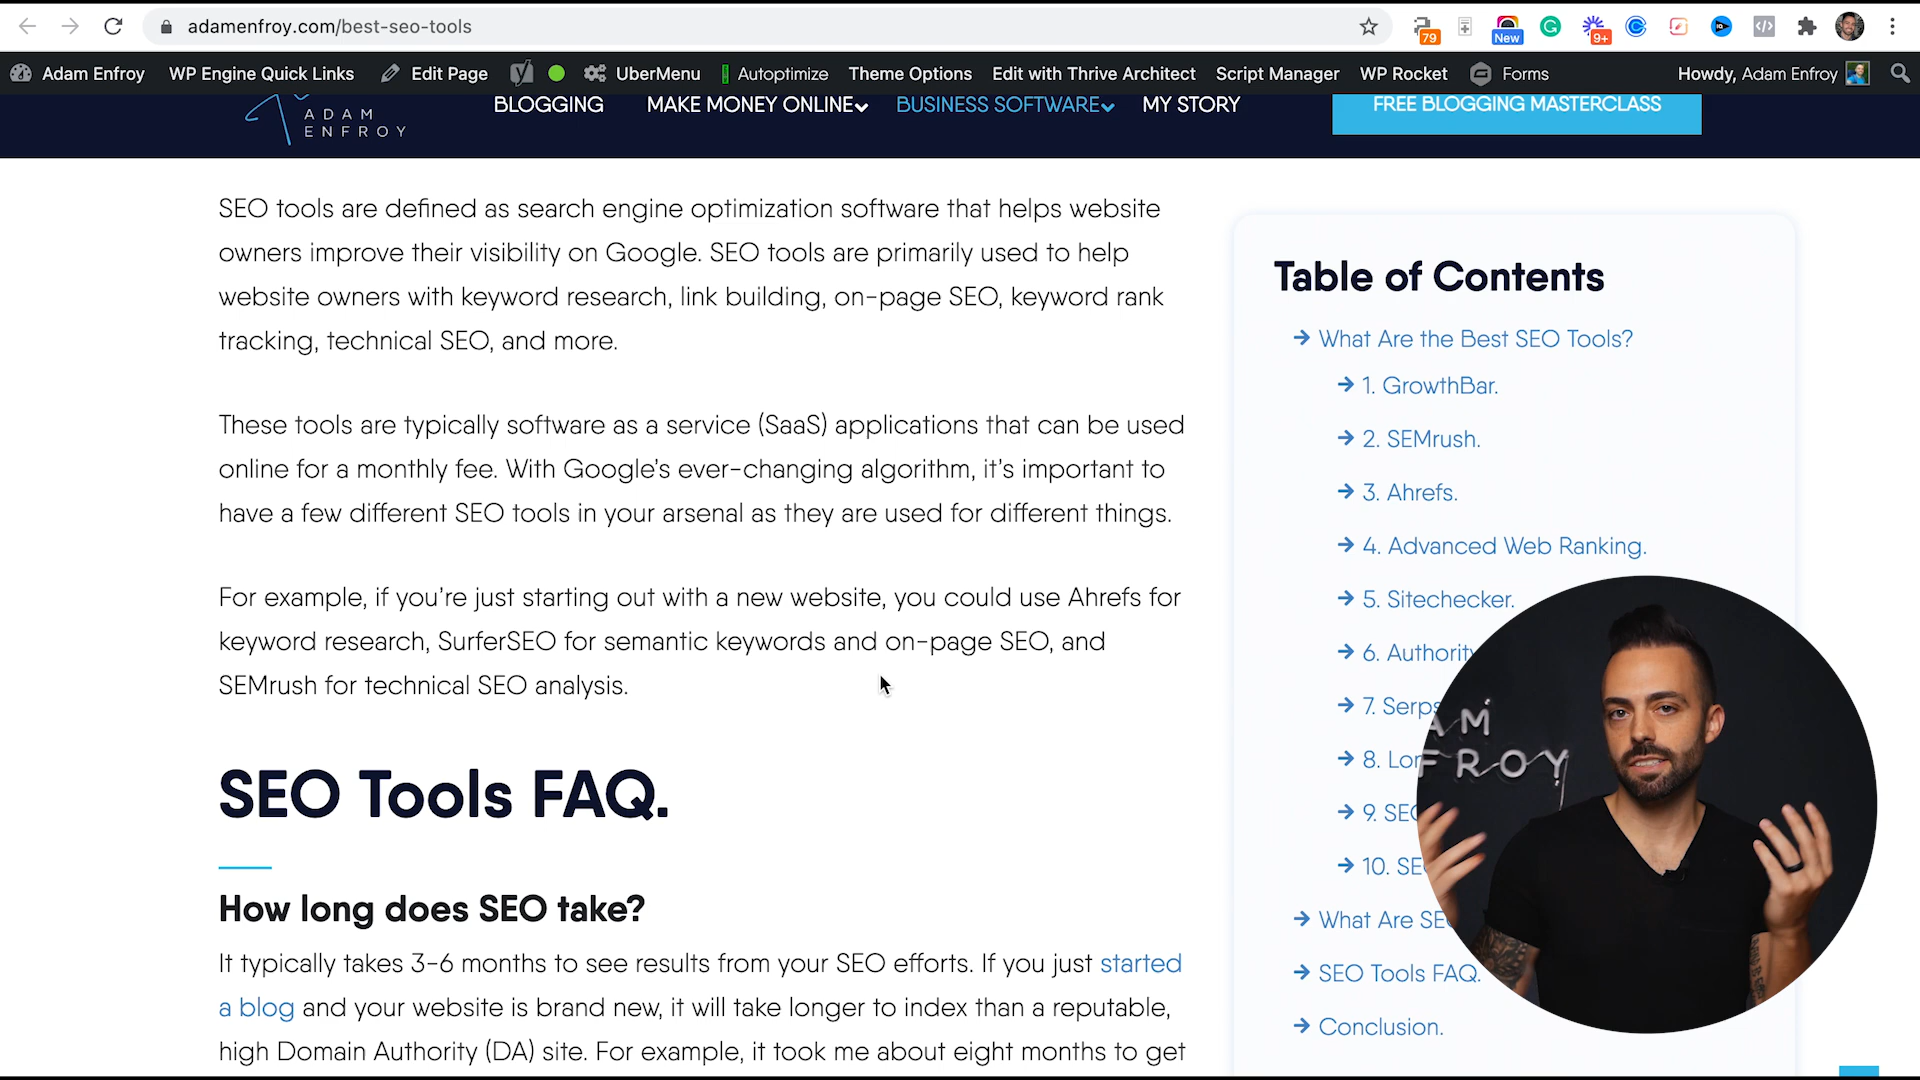 adamenfroy.com/best-seo-tools
79
New
9+
Adam Enfroy
WP Engine Quick Links
Edit Page
UberMenu
Autoptimize
Theme Options
Edit with Thrive Architect
Script Manager
WP Rocket
Forms
Howdy, Adam Enfroy
ADAM
ENFROY
BLOGGING
MAKE MONEY ONLINE
BUSINESS SOFTWARE
MY STORY
FREE BLOGGING MASTERCLASS
SEO tools are defined as search engine optimization software that helps website
owners improve their visibility on Google. SEO tools are primarily used to help
website owners with keyword research, link building, on-page SEO, keyword rank
tracking, technical SEO, and more.
These tools are typically software as a service (SaaS) applications that can be used
online for a monthly fee. With Google's ever-changing algorithm, it's important to
have a few different SEO tools in your arsenal as they are used for different things.
For example, if you're just starting out with a new website, you could use Ahrefs for
keyword research, SurferSEO for semantic keywords and on-page SEO, and
SEMrush for technical SEO analysis.
SEO Tools FAQ.
How long does SEO take?
It typically takes 3-6 months to see results from your SEO efforts. If you just started
a blog and your website is brand new, it will take longer to index than a reputable,
high Domain Authority (DA) site. For example, it took me about eight months to get
Table of Contents
What Are the Best SEO Tools?
1. GrowthBar.
2. SEMrush.
3. Ahrefs.
4. Advanced Web Ranking.
5. Sitechecker.
6. Authority
7. Serps
8. Lon
9. SEO
10. SE
What Are SEO
SEO Tools FAQ.
Conclusion.
AM
FROY